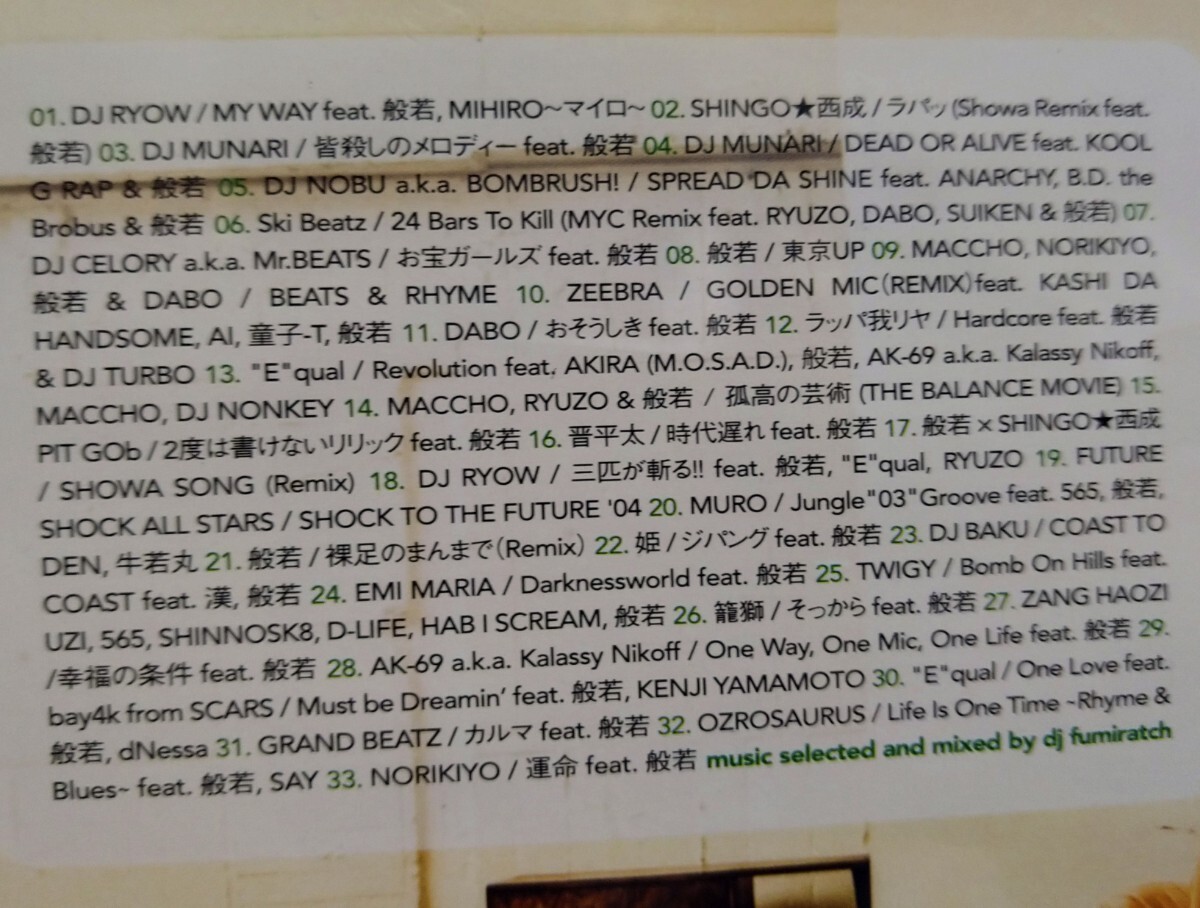 01. DJ RYOW / MY WAY feat. 般若, MIHIRO～マイロ～ 02. SHINGO★西成 / ラパッ (Showa Remix feat.
般若) 03. DJ MUNARI / 皆殺しのメロディー feat. 般若 04. DJ MUNARI / DEAD OR ALIVE feat. KOOL
G RAP & 般若 05. DJ NOBU a.k.a. BOMBRUSH! / SPREAD DA SHINE feat. ANARCHY, B.D. the
Brobus & 般若 06. Ski Beatz / 24 Bars To Kill (MYC Remix feat. RYUZO, DABO, SUIKEN & 般若) 07.
DJ CELORY a.k.a. Mr.BEATS / お宝ガールズ feat. 般若 08. 般若 / 東京UP 09. MACCHO, NORIKIYO,
般若 & DABO / BEATS & RHYME 10. ZEEBRA / GOLDEN MIC (REMIX) feat. KASHI DA
HANDSOME, AI, 童子-T, 般若 11. DABO / おそうしき feat. 般若 12. ラッパ我リヤ / Hardcore feat. 般若
& DJ TURBO 13. "E"qual / Revolution feat. AKIRA (M.O.S.A.D.), 般若, AK-69 a.k.a. Kalassy Nikoff,
MACCHO, DJ NONKEY 14. MACCHO, RYUZO & 般若 / 孤高の芸術 (THE BALANCE MOVIE) 15.
PIT GOb / 2度は書けないリリック feat. 般若 16. 晋平太 / 時代遅れ feat. 般若 17. 般若 × SHINGO★西成
/ SHOWA SONG (Remix) 18. DJ RYOW / 三匹が斬る!! feat. 般若, "E"qual, RYUZO 19. FUTURE
SHOCK ALL STARS / SHOCK TO THE FUTURE '04 20. MURO / Jungle"03"Groove feat. 565, 般若,
DEN, 牛若丸 21. 般若 / 裸足のまんまで (Remix) 22. 姫 / ジパング feat. 般若 23. DJ BAKU / COAST TO
COAST feat. 漢, 般若 24. EMI MARIA / Darknessworld feat. 般若 25. TWIGY / Bomb On Hills feat.
UZI, 565, SHINNOSK8, D-LIFE, HAB I SCREAM, 般若 26. 籠獅 / そっから feat. 般若 27. ZANG HAOZI
/幸福の条件 feat. 般若 28. AK-69 a.k.a. Kalassy Nikoff / One Way, One Mic, One Life feat. 般若 29.
bay4k from SCARS / Must be Dreamin' feat. 般若, KENJI YAMAMOTO 30. "E"qual / One Love feat.
般若, dNessa 31. GRAND BEATZ / カルマ feat. 般若 32. OZROSAURUS / Life Is One Time ~Rhyme &
Blues~ feat. 般若, SAY 33. NORIKIYO / 運命 feat. 般若 music selected and mixed by dj fumiratch